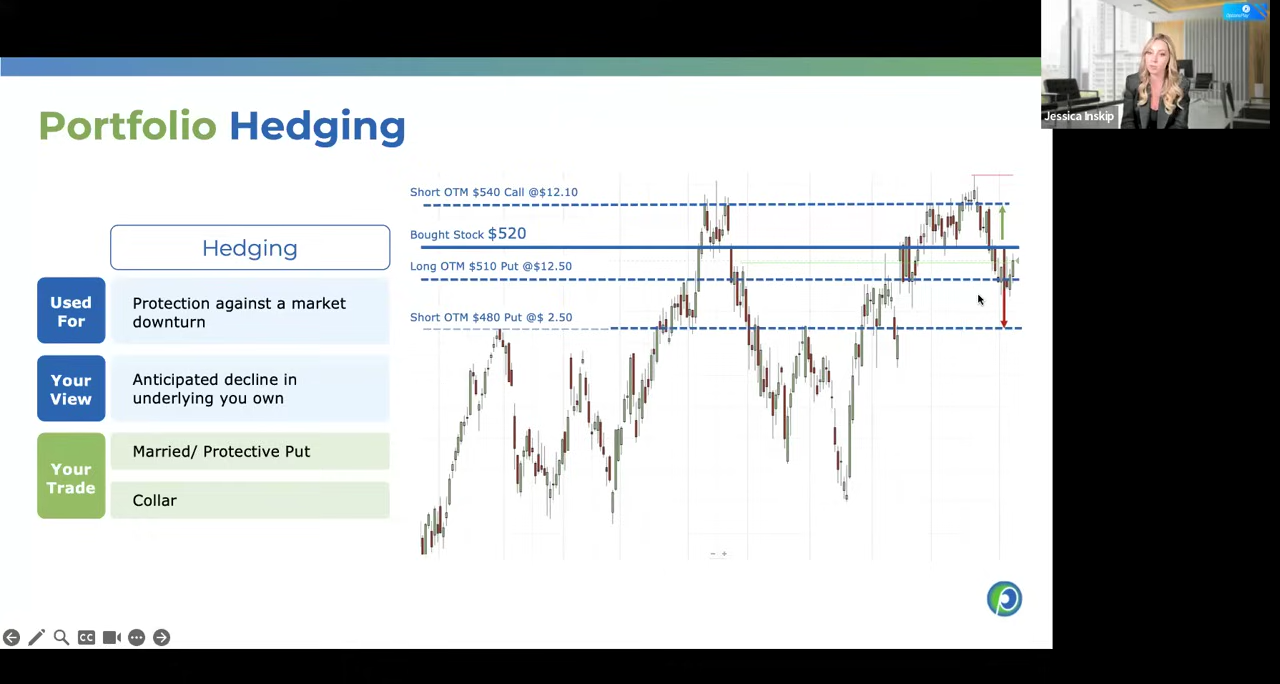 Jessica Inskip
Portfolio Hedging
Hedging
Used
For
Protection against a market
downturn
Your
View
Anticipated decline in
underlying you own
Your
Trade
Married/ Protective Put
Collar
Short OTM $540 Call @$12.10
Bought Stock $520
Long OTM $510 Put @$12.50
Short OTM $480 Put @$ 2.50
CC